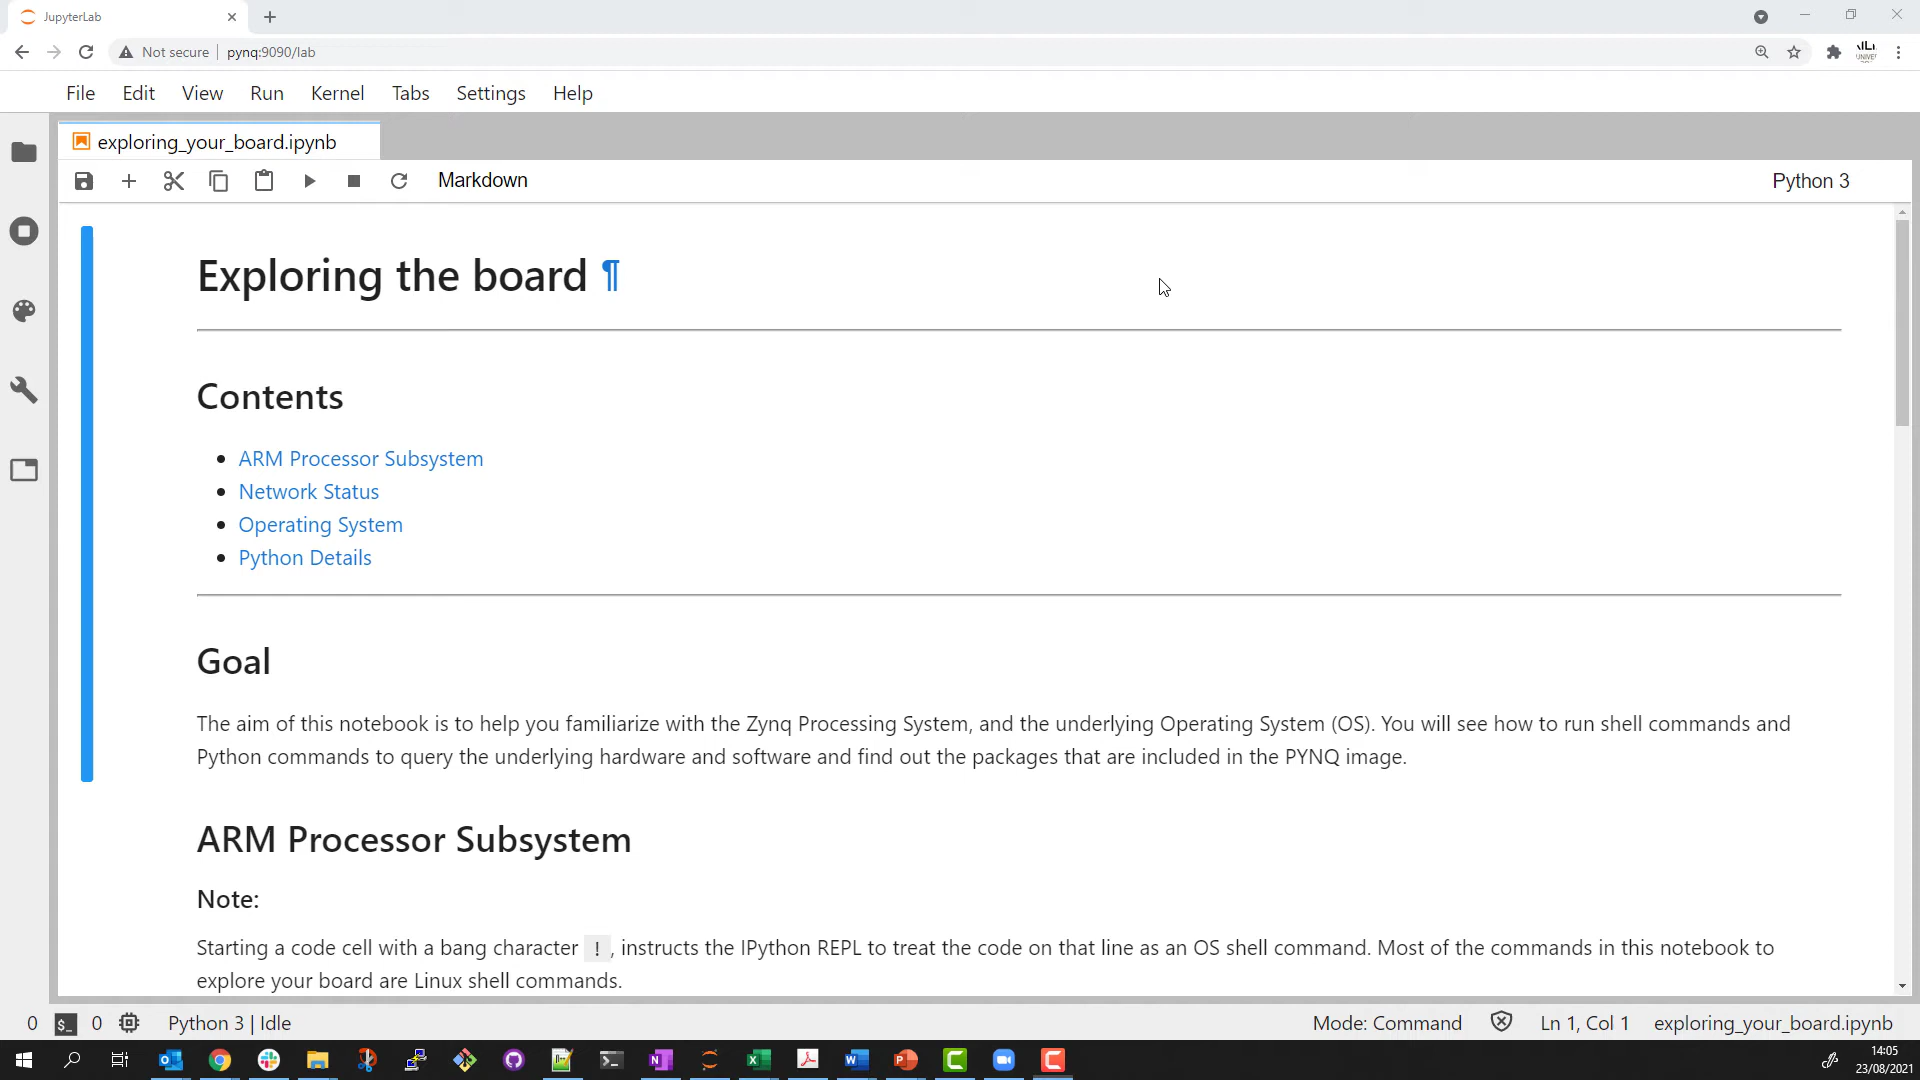 JupyterLab
Not secure
pynq:9090/lab
File Edit View Run Kernel Tabs Settings Help
exploring_your_board.ipynb
Markdown
Python 3
Exploring the board ¶
Contents
ARM Processor Subsystem
Network Status
Operating System
Python Details
Goal
The aim of this notebook is to help you familiarize with the Zynq Processing System, and the underlying Operating System (OS). You will see how to run shell commands and
Python commands to query the underlying hardware and software and find out the packages that are included in the PYNQ image.
ARM Processor Subsystem
Note:
Starting a code cell with a bang character !, instructs the IPython REPL to treat the code on that line as an OS shell command. Most of the commands in this notebook to
explore your board are Linux shell commands.
0 $_ 0 Python 3 | Idle Mode: Command Ln 1, Col 1 exploring_your_board.ipynb
14:05
23/08/2021